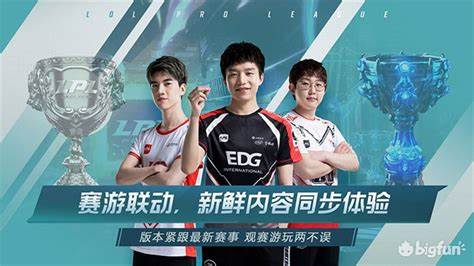 LOL PRO LEAGUE
LPL
EDG
INTERNATIONAL
赛游联动，新鲜内容同步体验
版本紧跟最新赛事 观赛游玩两不误
bigfun